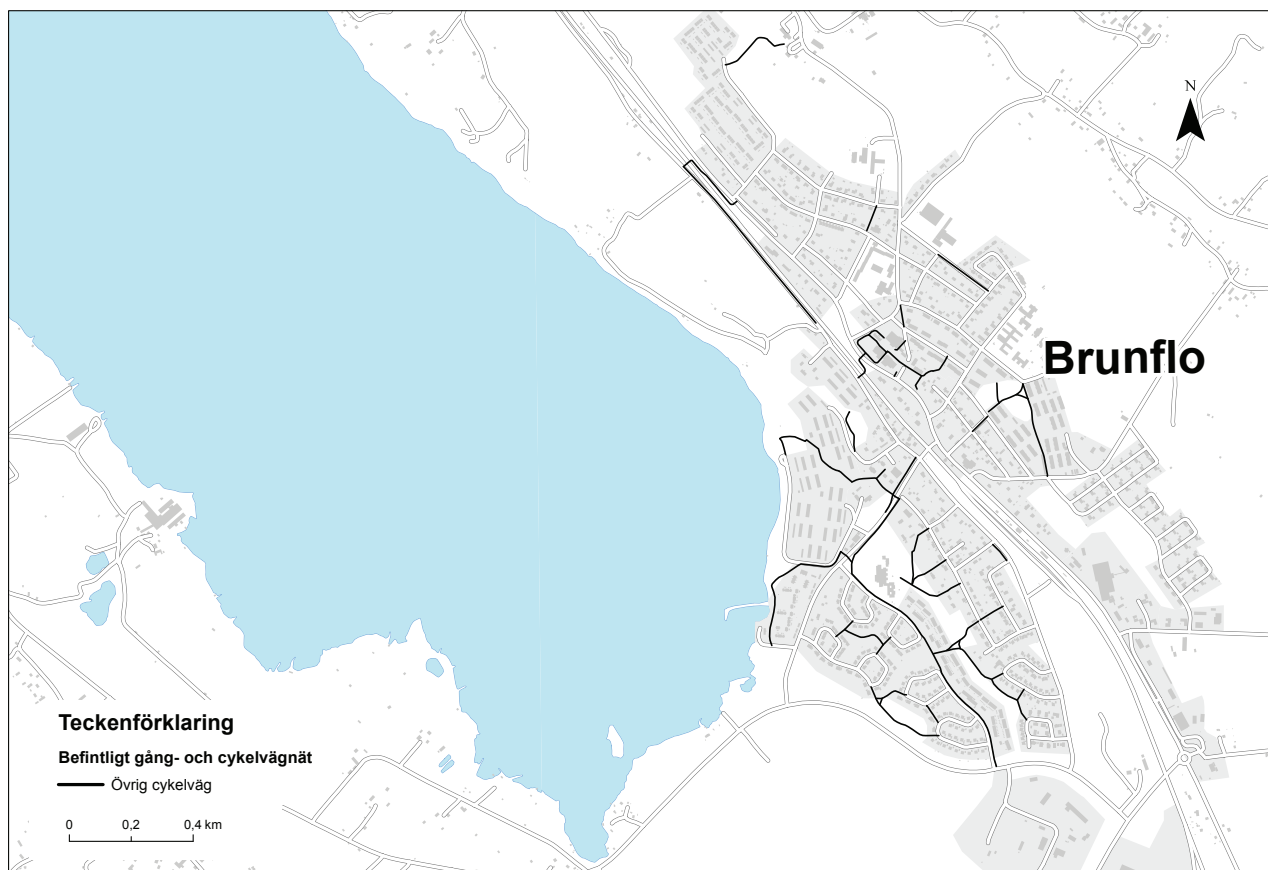 N
Brunflo
Teckenförklaring
Befintligt gång- och cykelvägnät
Övrig cykelväg
0 0,2 0,4 km